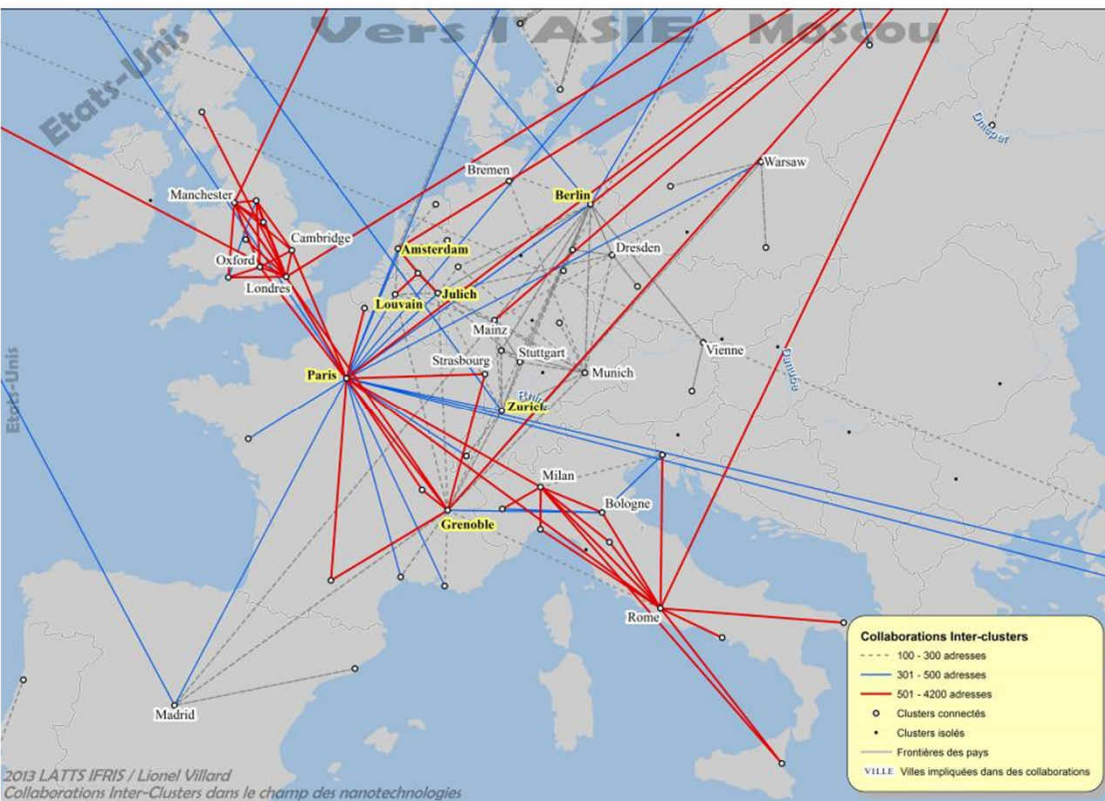 Vers l'ASIE Moscou
Etats-Unis
Dniepr
Warsaw
Bremen
Berlin
Manchester
Cambridge
Amsterdam
Dresden
Oxford
Londres
Louvain
Julich
Mainz
Vienne
Danube
Strasbourg
Stuttgart
Munich
Etats-Unis
Paris
Zurich
Milan
Bologne
Grenoble
Rome
Madrid
Collaborations Inter-clusters
100 - 300 adresses
301 - 500 adresses
501 - 4200 adresses
Clusters connectés
Clusters isolés
Frontières des pays
VILLE Villes impliquées dans des collaborations
2013 LATTS IFRIS / Lionel Villard
Collaborations Inter-Clusters dans le champ des nanotechnologies